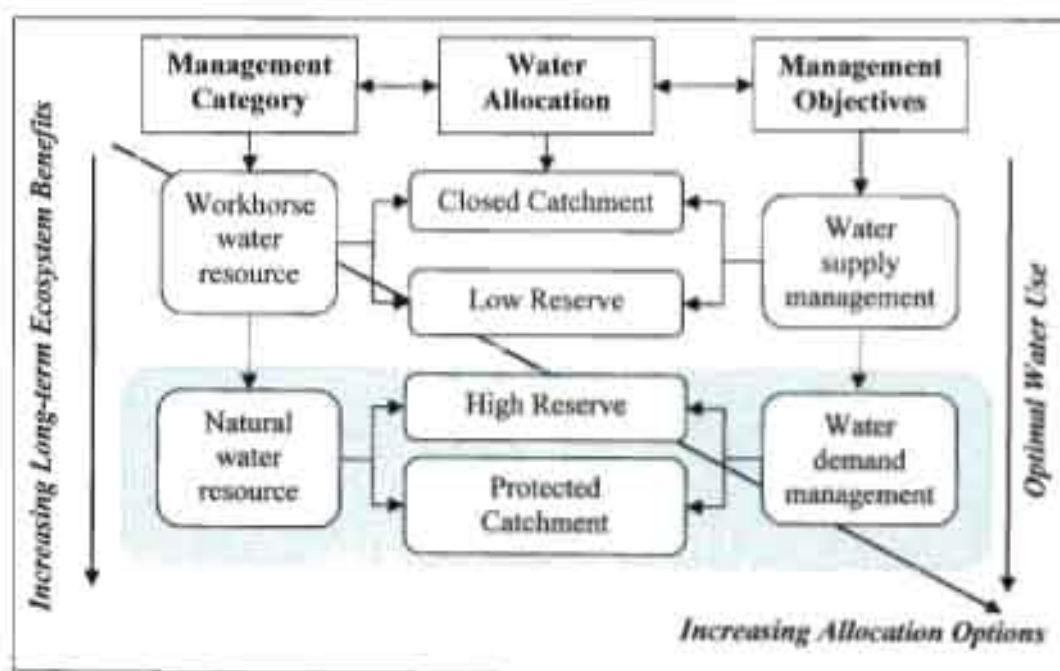 Management
Category
Water
Allocation
Management
Objectives
Increasing Long-term Ecosystem Benefits
Workhorse
water
resource
Closed Catchment
Low Reserve
Water
supply
management
Natural
water
resource
High Reserve
Protected
Catchment
Water
demand
management
Optimal Water Use
Increasing Allocation Options